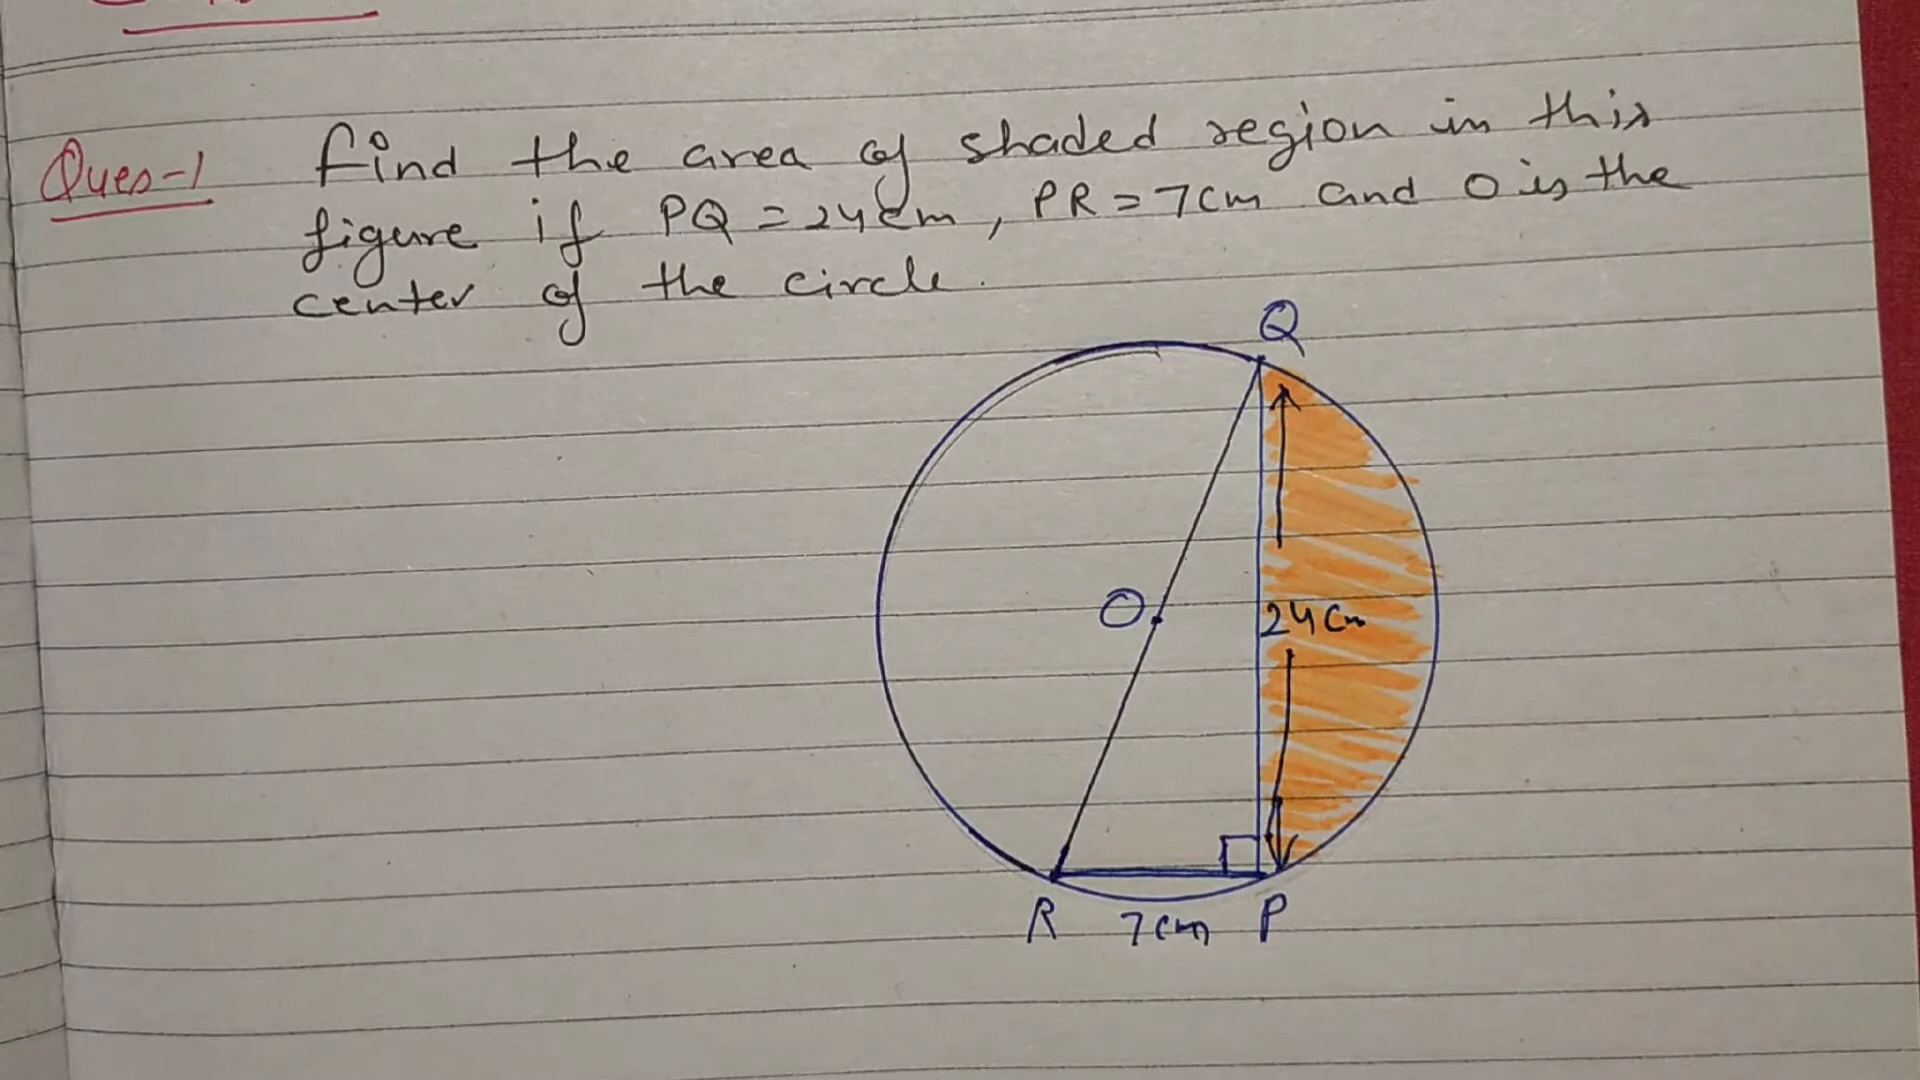 Ques-1 find the area of shaded region in this
figure if PQ = 24cm, PR = 7cm and O is the
center of the circle.
Q
O
24cm
R 7cm P